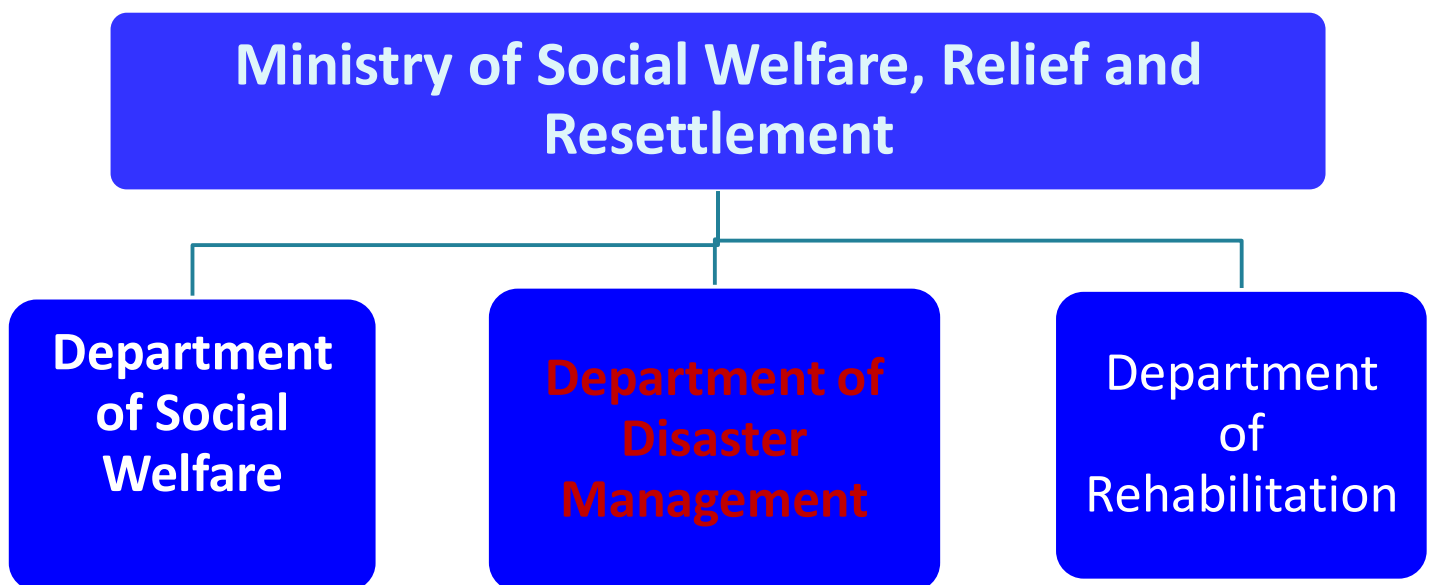 Ministry of Social Welfare, Relief and
Resettlement
Department
of Social
Welfare
Department of
Disaster
Management
Department
of
Rehabilitation